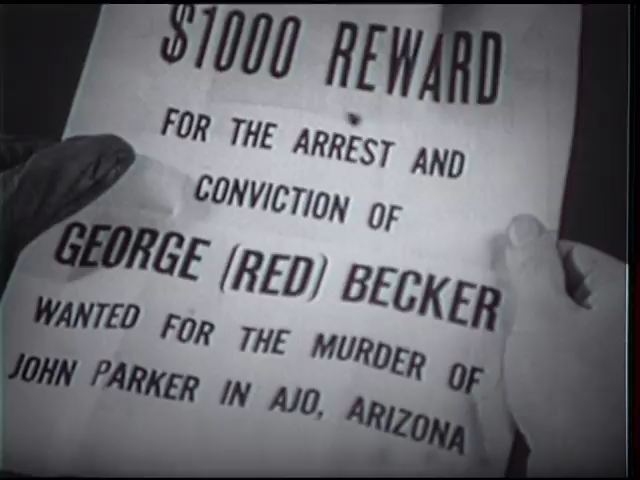 $1000 REWARD
FOR THE ARREST AND
CONVICTION OF
GEORGE (RED) BECKER
WANTED FOR THE MURDER OF
JOHN PARKER IN AJO, ARIZONA